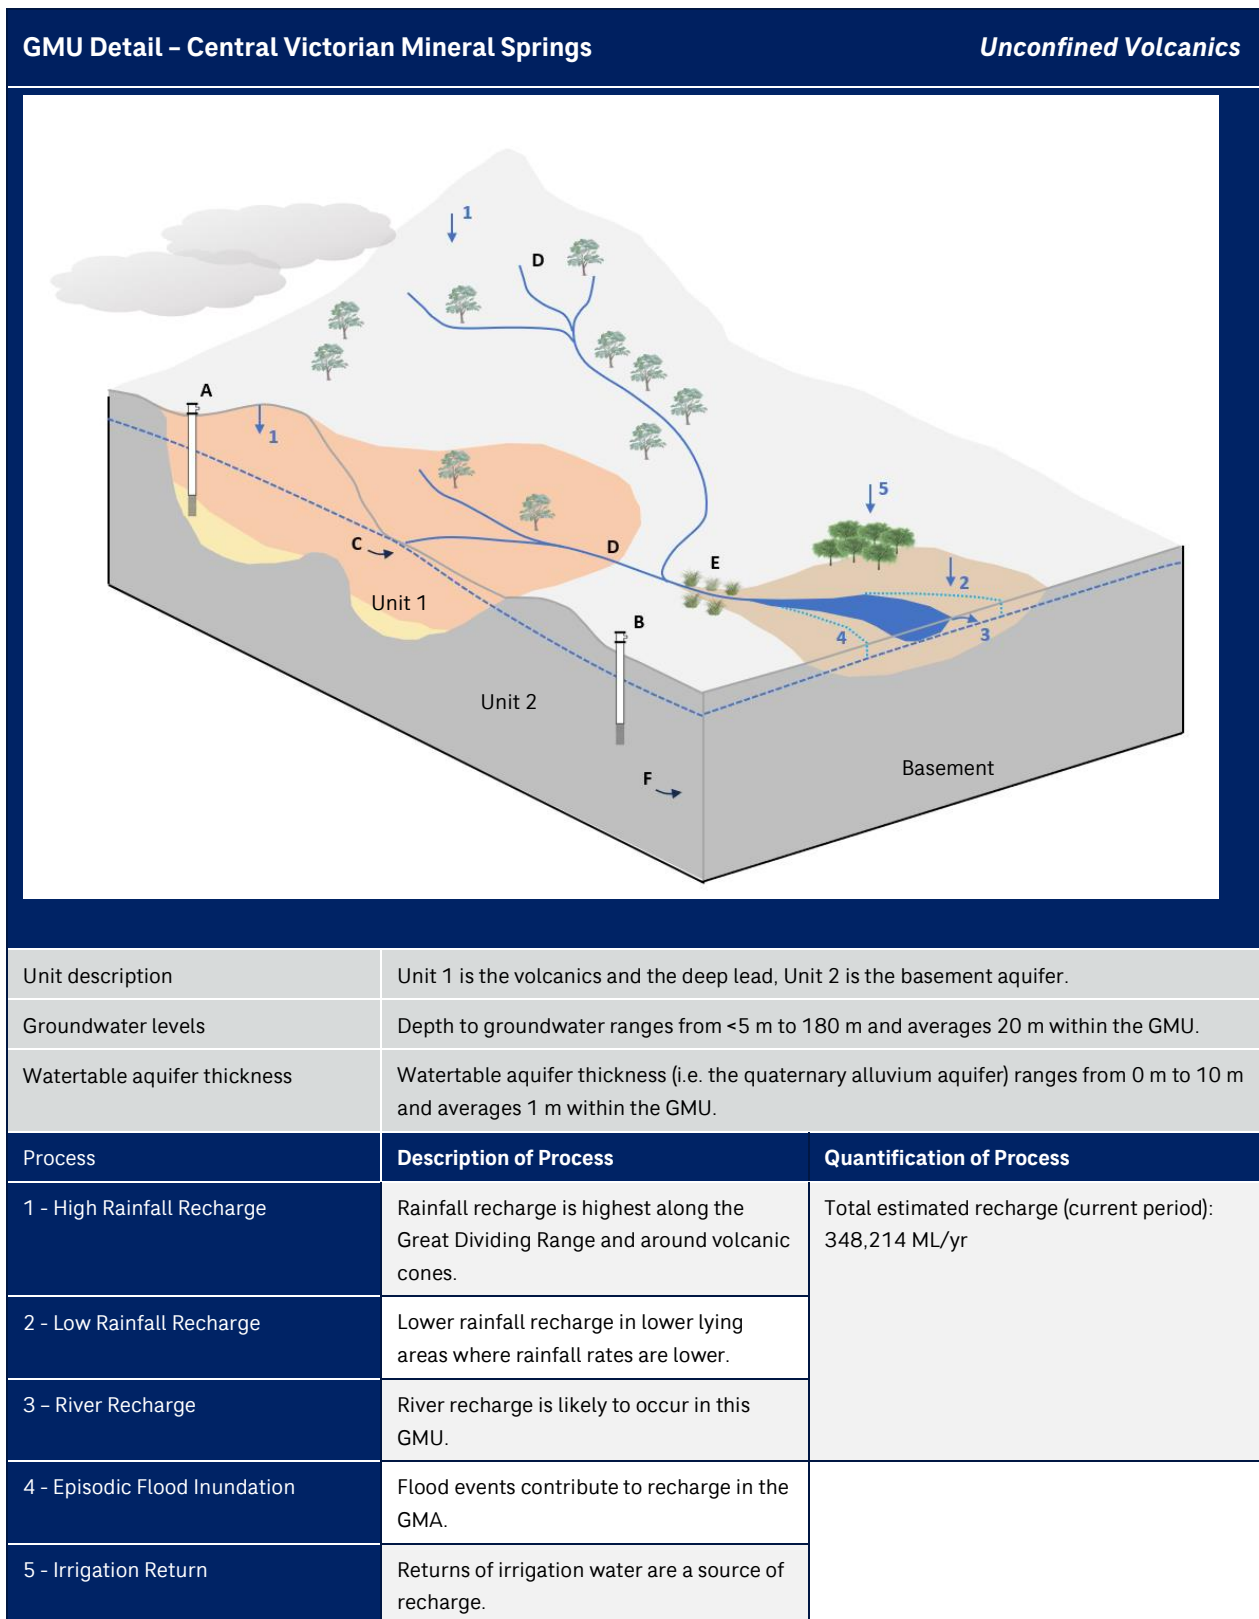 GMU Detail – Central Victorian Mineral Springs
Unconfined Volcanics
1
D
A
1
5
C
D
E
2
Unit 1
B
4
3
Unit 2
F
Basement
Unit description
Unit 1 is the volcanics and the deep lead, Unit 2 is the basement aquifer.
Groundwater levels
Depth to groundwater ranges from <5 m to 180 m and averages 20 m within the GMU.
Watertable aquifer thickness
Watertable aquifer thickness (i.e. the quaternary alluvium aquifer) ranges from 0 m to 10 m
and averages 1 m within the GMU.
Process
Description of Process
Quantification of Process
1 - High Rainfall Recharge
Rainfall recharge is highest along the
Great Dividing Range and around volcanic
cones.
Total estimated recharge (current period):
348,214 ML/yr
2 - Low Rainfall Recharge
Lower rainfall recharge in lower lying
areas where rainfall rates are lower.
3 – River Recharge
River recharge is likely to occur in this
GMU.
4 - Episodic Flood Inundation
Flood events contribute to recharge in the
GMA.
5 - Irrigation Return
Returns of irrigation water are a source of
recharge.